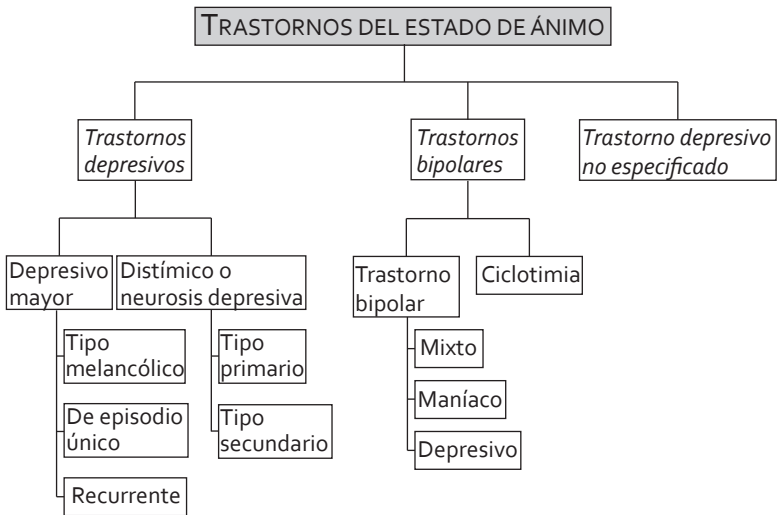 TRASTORNOS DEL ESTADO DE ÁNIMO
Trastornos
depresivos
Trastornos
bipolares
Trastorno depresivo
no especificado
Depresivo
mayor
Distímico o
neurosis depresiva
Trastorno
bipolar
Ciclotimia
Tipo
melancólico
De episodio
único
Recurrente
Tipo
primario
Tipo
secundario
Mixto
Maníaco
Depresivo